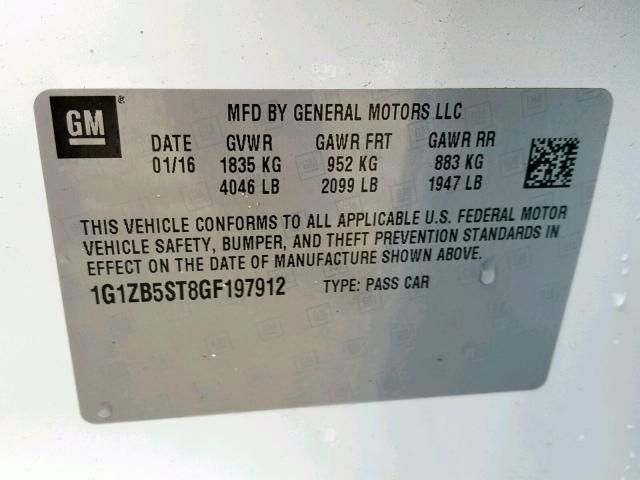 GM ®
MFD BY GENERAL MOTORS LLC
DATE GVWR GAWR FRT GAWR RR
01/16 1835 KG 952 KG 883 KG
4046 LB 2099 LB 1947 LB
THIS VEHICLE CONFORMS TO ALL APPLICABLE U.S. FEDERAL MOTOR
VEHICLE SAFETY, BUMPER, AND THEFT PREVENTION STANDARDS IN
EFFECT ON THE DATE OF MANUFACTURE SHOWN ABOVE.
1G1ZB5ST8GF197912 TYPE: PASS CAR